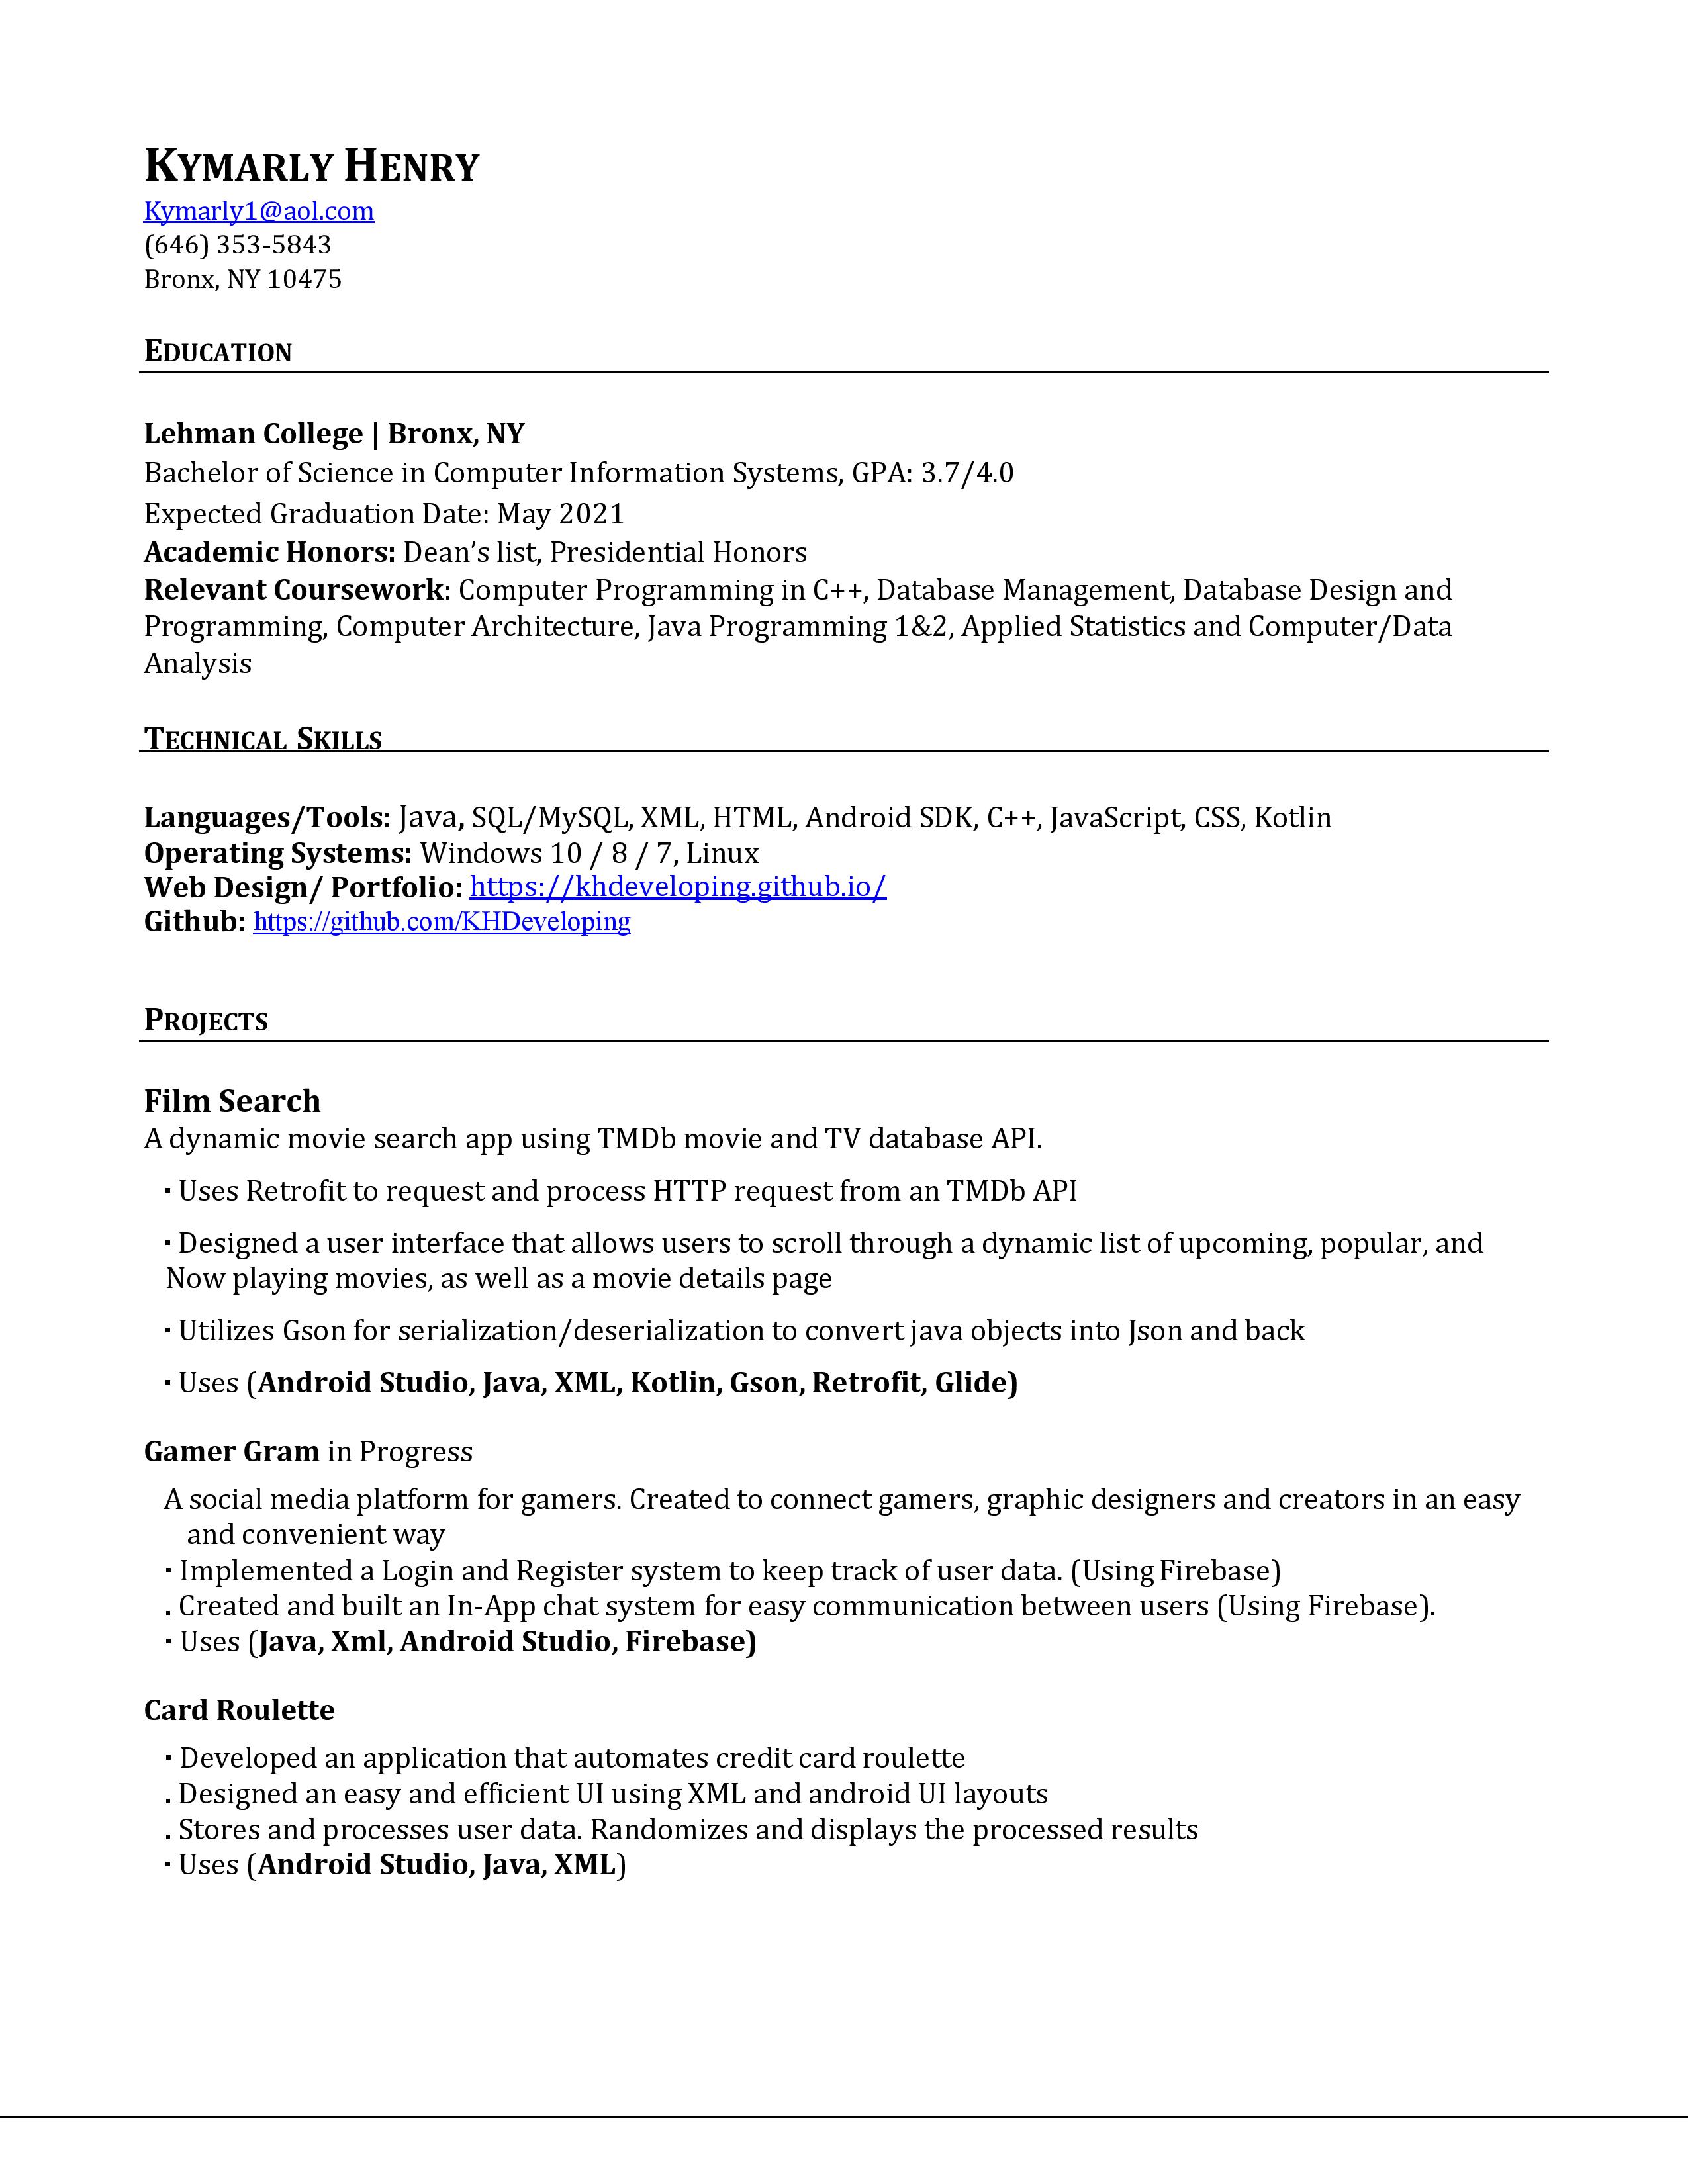 KYMARLY HENRY
Kymarly1@aol.com
(646) 353-5843
Bronx, NY 10475
EDUCATION
Lehman College | Bronx, NY
Bachelor of Science in Computer Information Systems, GPA: 3.7/4.0
Expected Graduation Date: May 2021
Academic Honors: Dean’s list, Presidential Honors
Relevant Coursework: Computer Programming in C++, Database Management, Database Design and
Programming, Computer Architecture, Java Programming 1&2, Applied Statistics and Computer/Data
Analysis
TECHNICAL SKILLS
Languages/Tools: Java, SQL/MySQL, XML, HTML, Android SDK, C++, JavaScript, CSS, Kotlin
Operating Systems: Windows 10 / 8 / 7, Linux
Web Design/ Portfolio: https://khdeveloping.github.io/
Github: https://github.com/KHDeveloping
PROJECTS
Film Search
A dynamic movie search app using TMDb movie and TV database API.
· Uses Retrofit to request and process HTTP request from an TMDb API
· Designed a user interface that allows users to scroll through a dynamic list of upcoming, popular, and
Now playing movies, as well as a movie details page
· Utilizes Gson for serialization/deserialization to convert java objects into Json and back
· Uses (Android Studio, Java, XML, Kotlin, Gson, Retrofit, Glide)
Gamer Gram in Progress
A social media platform for gamers. Created to connect gamers, graphic designers and creators in an easy
and convenient way
· Implemented a Login and Register system to keep track of user data. (Using Firebase)
. Created and built an In-App chat system for easy communication between users (Using Firebase).
· Uses (Java, Xml, Android Studio, Firebase)
Card Roulette
· Developed an application that automates credit card roulette
. Designed an easy and efficient UI using XML and android UI layouts
. Stores and processes user data. Randomizes and displays the processed results
· Uses (Android Studio, Java, XML)